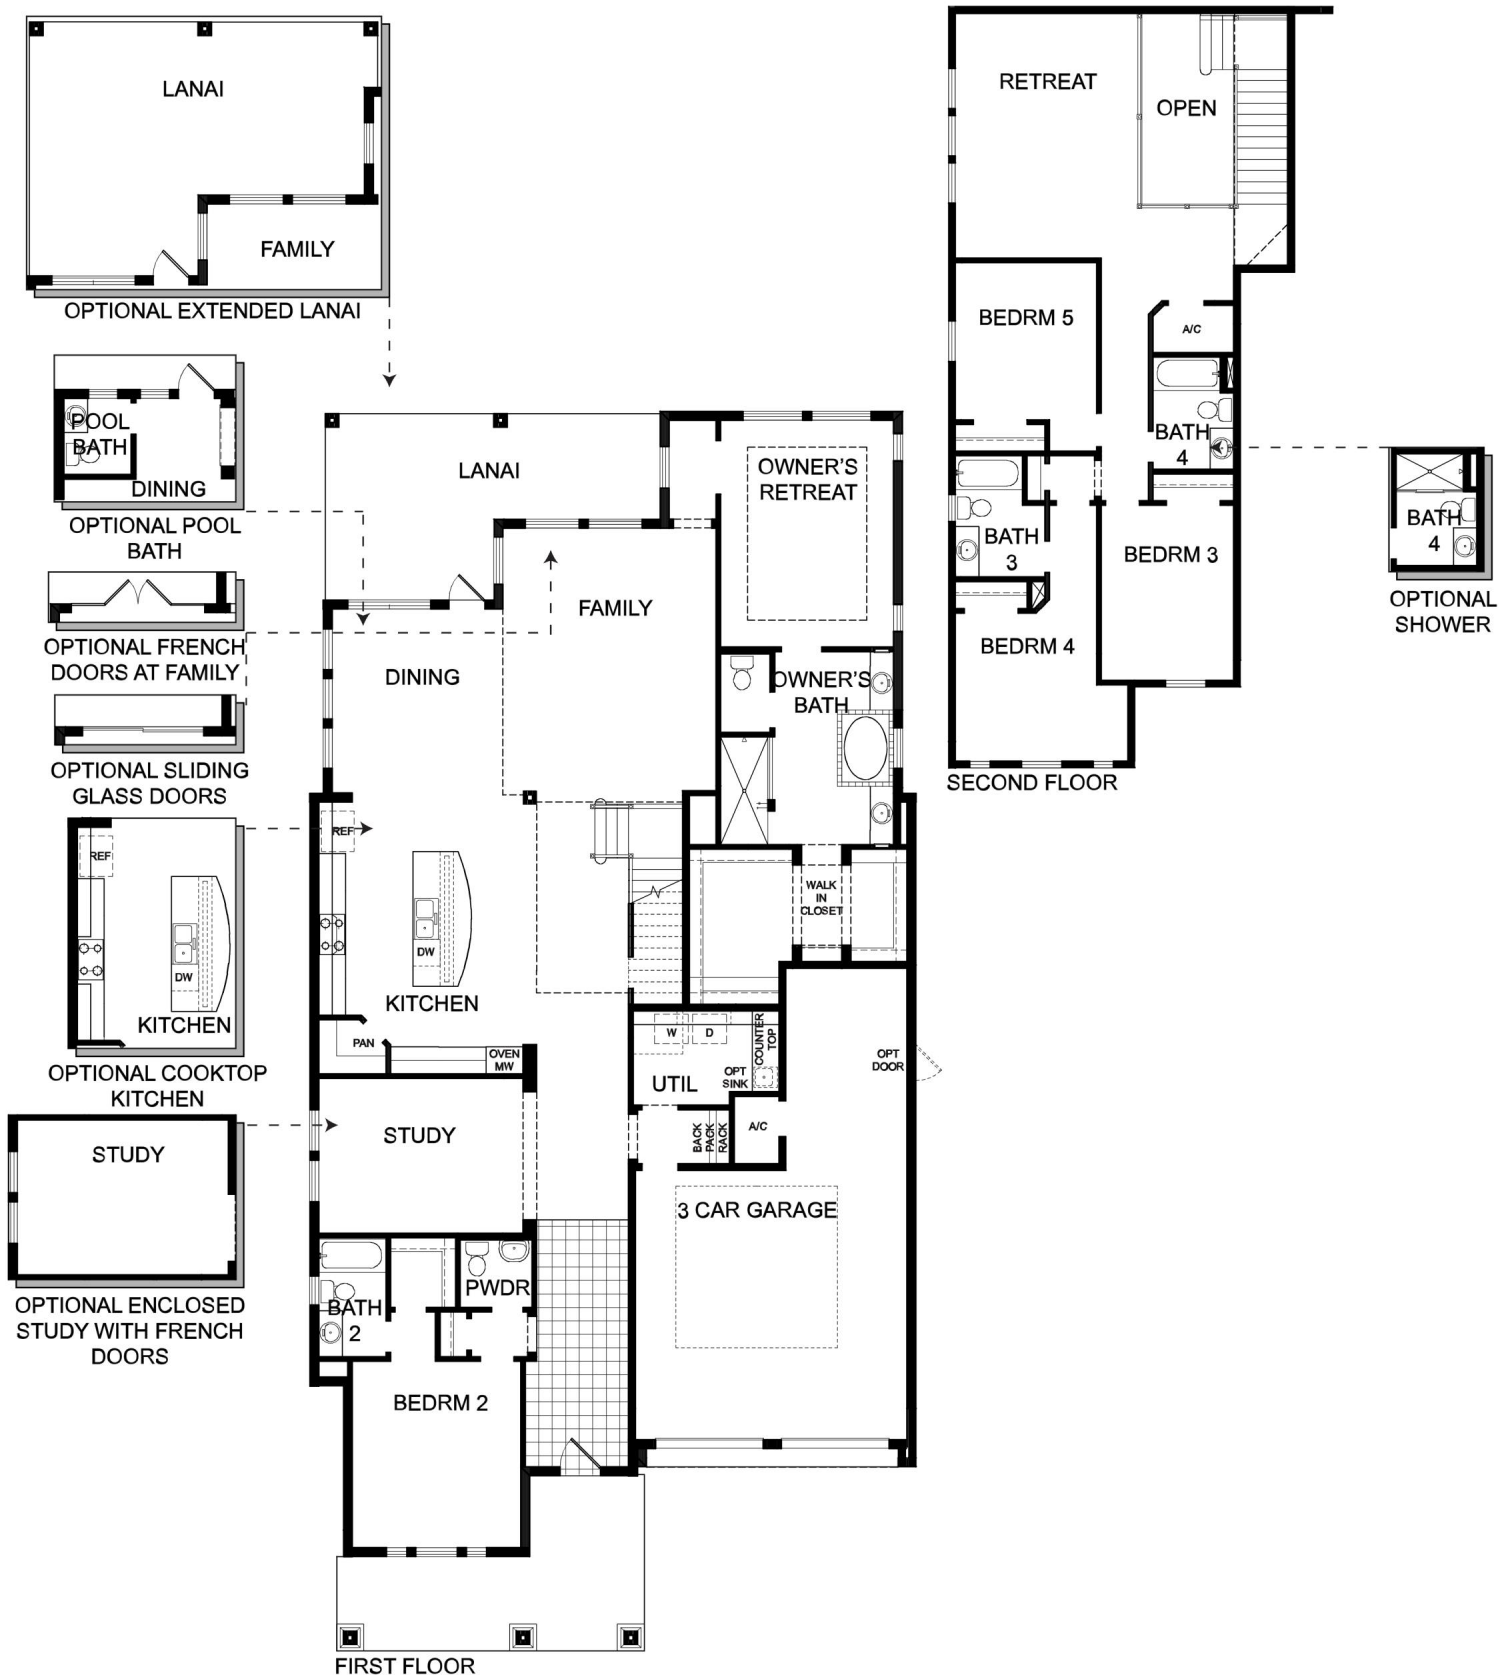 LANAI
FAMILY
OPTIONAL EXTENDED LANAI
POOL
BATH
DINING
OPTIONAL POOL
BATH
OPTIONAL FRENCH
DOORS AT FAMILY
OPTIONAL SLIDING
GLASS DOORS
REF
DW
KITCHEN
OPTIONAL COOKTOP
KITCHEN
STUDY
OPTIONAL ENCLOSED
STUDY WITH FRENCH
DOORS
LANAI
OWNER'S
RETREAT
FAMILY
DINING
OWNER'S
BATH
REF
WALK
IN
CLOSET
DW
KITCHEN
PAN
OVEN
MW
W
D
COUNTER
TOP
OPT
SINK
UTIL
OPT
DOOR
STUDY
BACK
PACK
RACK
A/C
3 CAR GARAGE
BATH
2
PWDR
BEDRM 2
FIRST FLOOR
RETREAT
OPEN
BEDRM 5
A/C
BATH
4
BATH
3
BEDRM 3
BEDRM 4
SECOND FLOOR
BATH
4
OPTIONAL
SHOWER